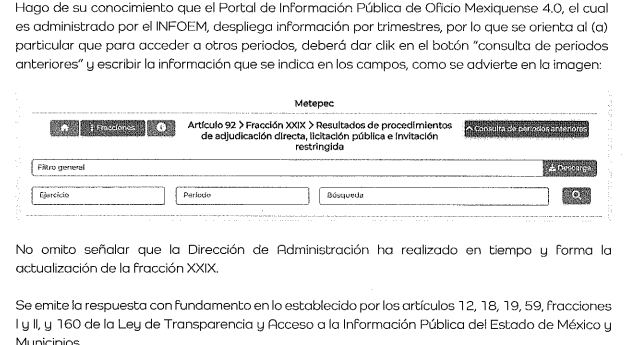 Hago de su conocimiento que el Portal de Información Pública de Oficio Mexiquense 4.0, el cual
es administrado por el INFOEM, despliega información por trimestres, por lo que se orienta al (a)
particular que para acceder a otros periodos, deberá dar clik en el botón "consulta de periodos
anteriores" y escribir la información que se indica en los campos, como se advierte en la imagen:
Metepec
Fracciones
Artículo 92 > Fracción XXIX > Resultados de procedimientos
de adjudicación directa, licitación pública e invitación
restringida
Consulta de periodos anteriores
Filtro general
Descarga
Ejercicio
Periodo
Búsqueda
No omito señalar que la Dirección de Administración ha realizado en tiempo y forma la
actualización de la fracción XXIX.
Se emite la respuesta con fundamento en lo establecido por los artículos 12, 18, 19, 59, fracciones
I y II, y 160 de la Ley de Transparencia y Acceso a la Información Pública del Estado de México y
Municipios.